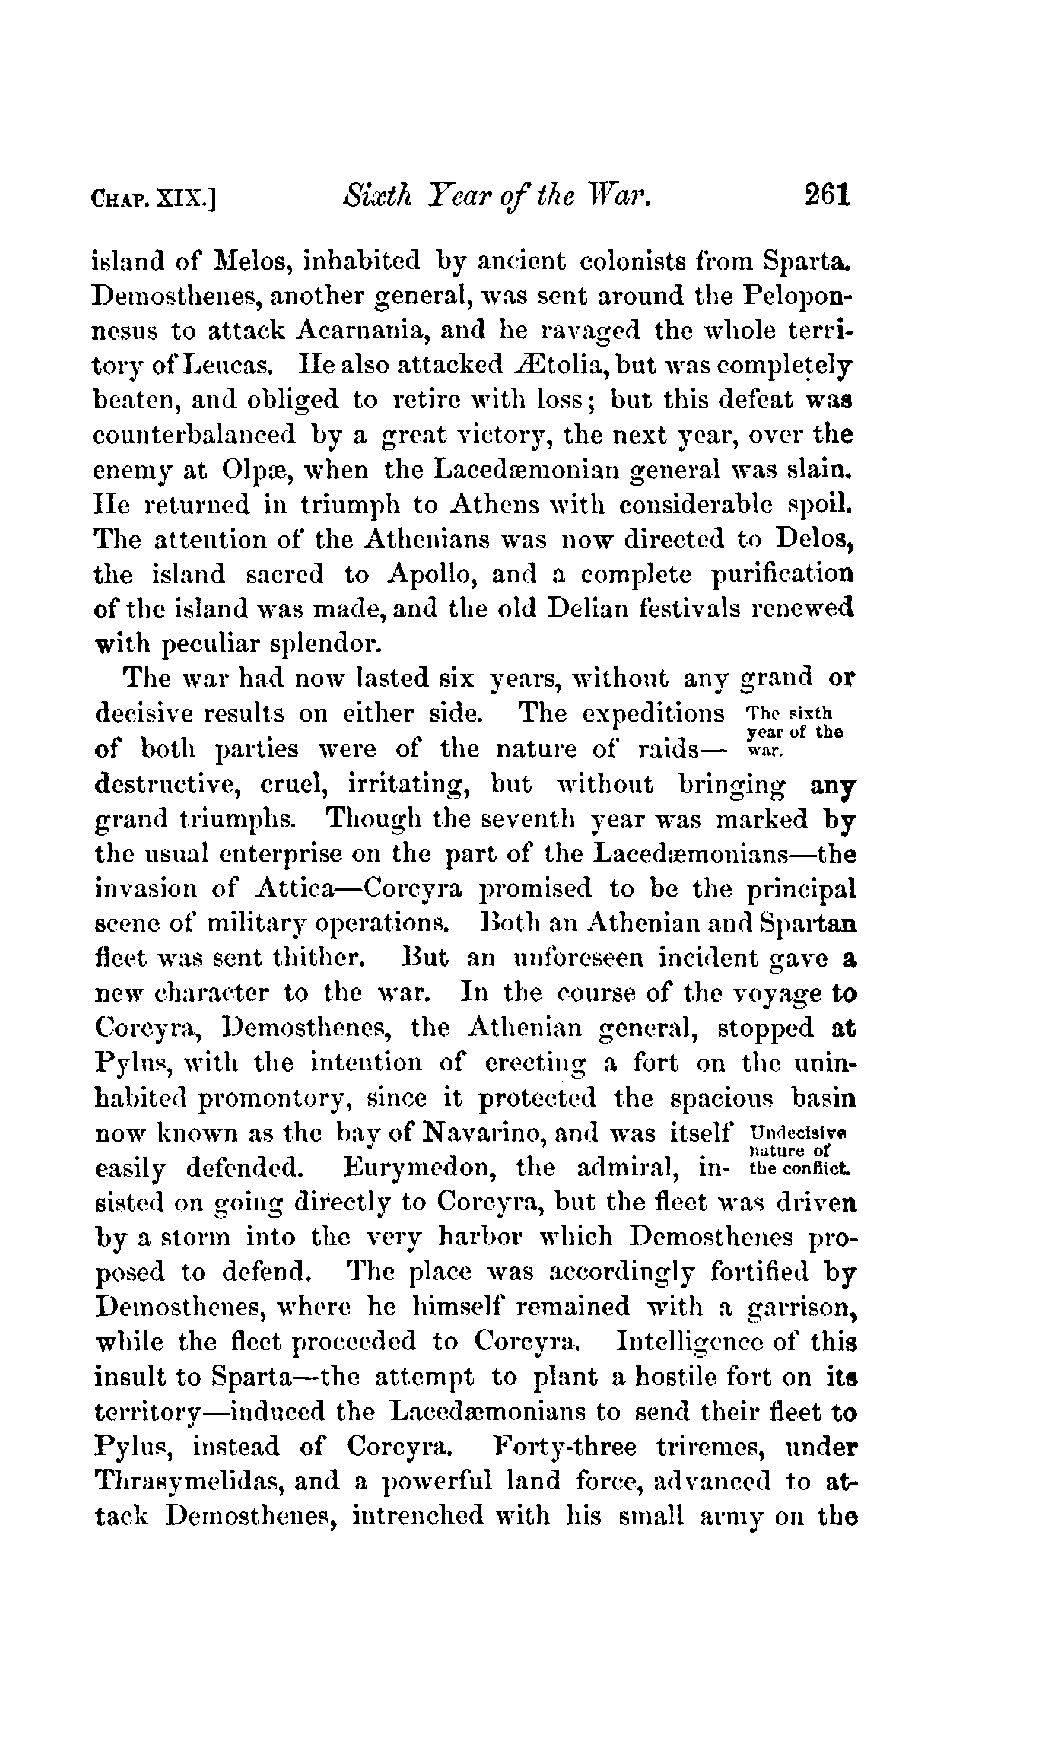 CHAP. XIX.] Sixth Year of the War. 261
island of Melos, inhabited by ancient colonists from Sparta.
Demosthenes, another general, was sent around the Pelopon-
nesus to attack Acarnania, and he ravaged the whole terri-
tory of Leucas. He also attacked Ætolia, but was completely
beaten, and obliged to retire with loss; but this defeat was
counterbalanced by a great victory, the next year, over the
enemy at Olpæ, when the Lacedæmonian general was slain.
He returned in triumph to Athens with considerable spoil.
The attention of the Athenians was now directed to Delos,
the island sacred to Apollo, and a complete purification
of the island was made, and the old Delian festivals renewed
with peculiar splendor.
The war had now lasted six years, without any grand or
decisive results on either side. The expeditions
The sixth
year of the
war.
of both parties were of the nature of raids—
destructive, cruel, irritating, but without bringing any
grand triumphs. Though the seventh year was marked by
the usual enterprise on the part of the Lacedæmonians—the
invasion of Attica—Corcyra promised to be the principal
scene of military operations. Both an Athenian and Spartan
fleet was sent thither. But an unforeseen incident gave a
new character to the war. In the course of the voyage to
Corcyra, Demosthenes, the Athenian general, stopped at
Pylus, with the intention of erecting a fort on the unin-
habited promontory, since it protected the spacious basin
now known as the bay of Navarino, and was itself
Undecisive
nature of
the conflict.
easily defended. Eurymedon, the admiral, in-
sisted on going directly to Corcyra, but the fleet was driven
by a storm into the very harbor which Demosthenes pro-
posed to defend. The place was accordingly fortified by
Demosthenes, where he himself remained with a garrison,
while the fleet proceeded to Corcyra. Intelligence of this
insult to Sparta—the attempt to plant a hostile fort on its
territory—induced the Lacedæmonians to send their fleet to
Pylus, instead of Corcyra. Forty-three triremes, under
Thrasymelidas, and a powerful land force, advanced to at-
tack Demosthenes, intrenched with his small army on the